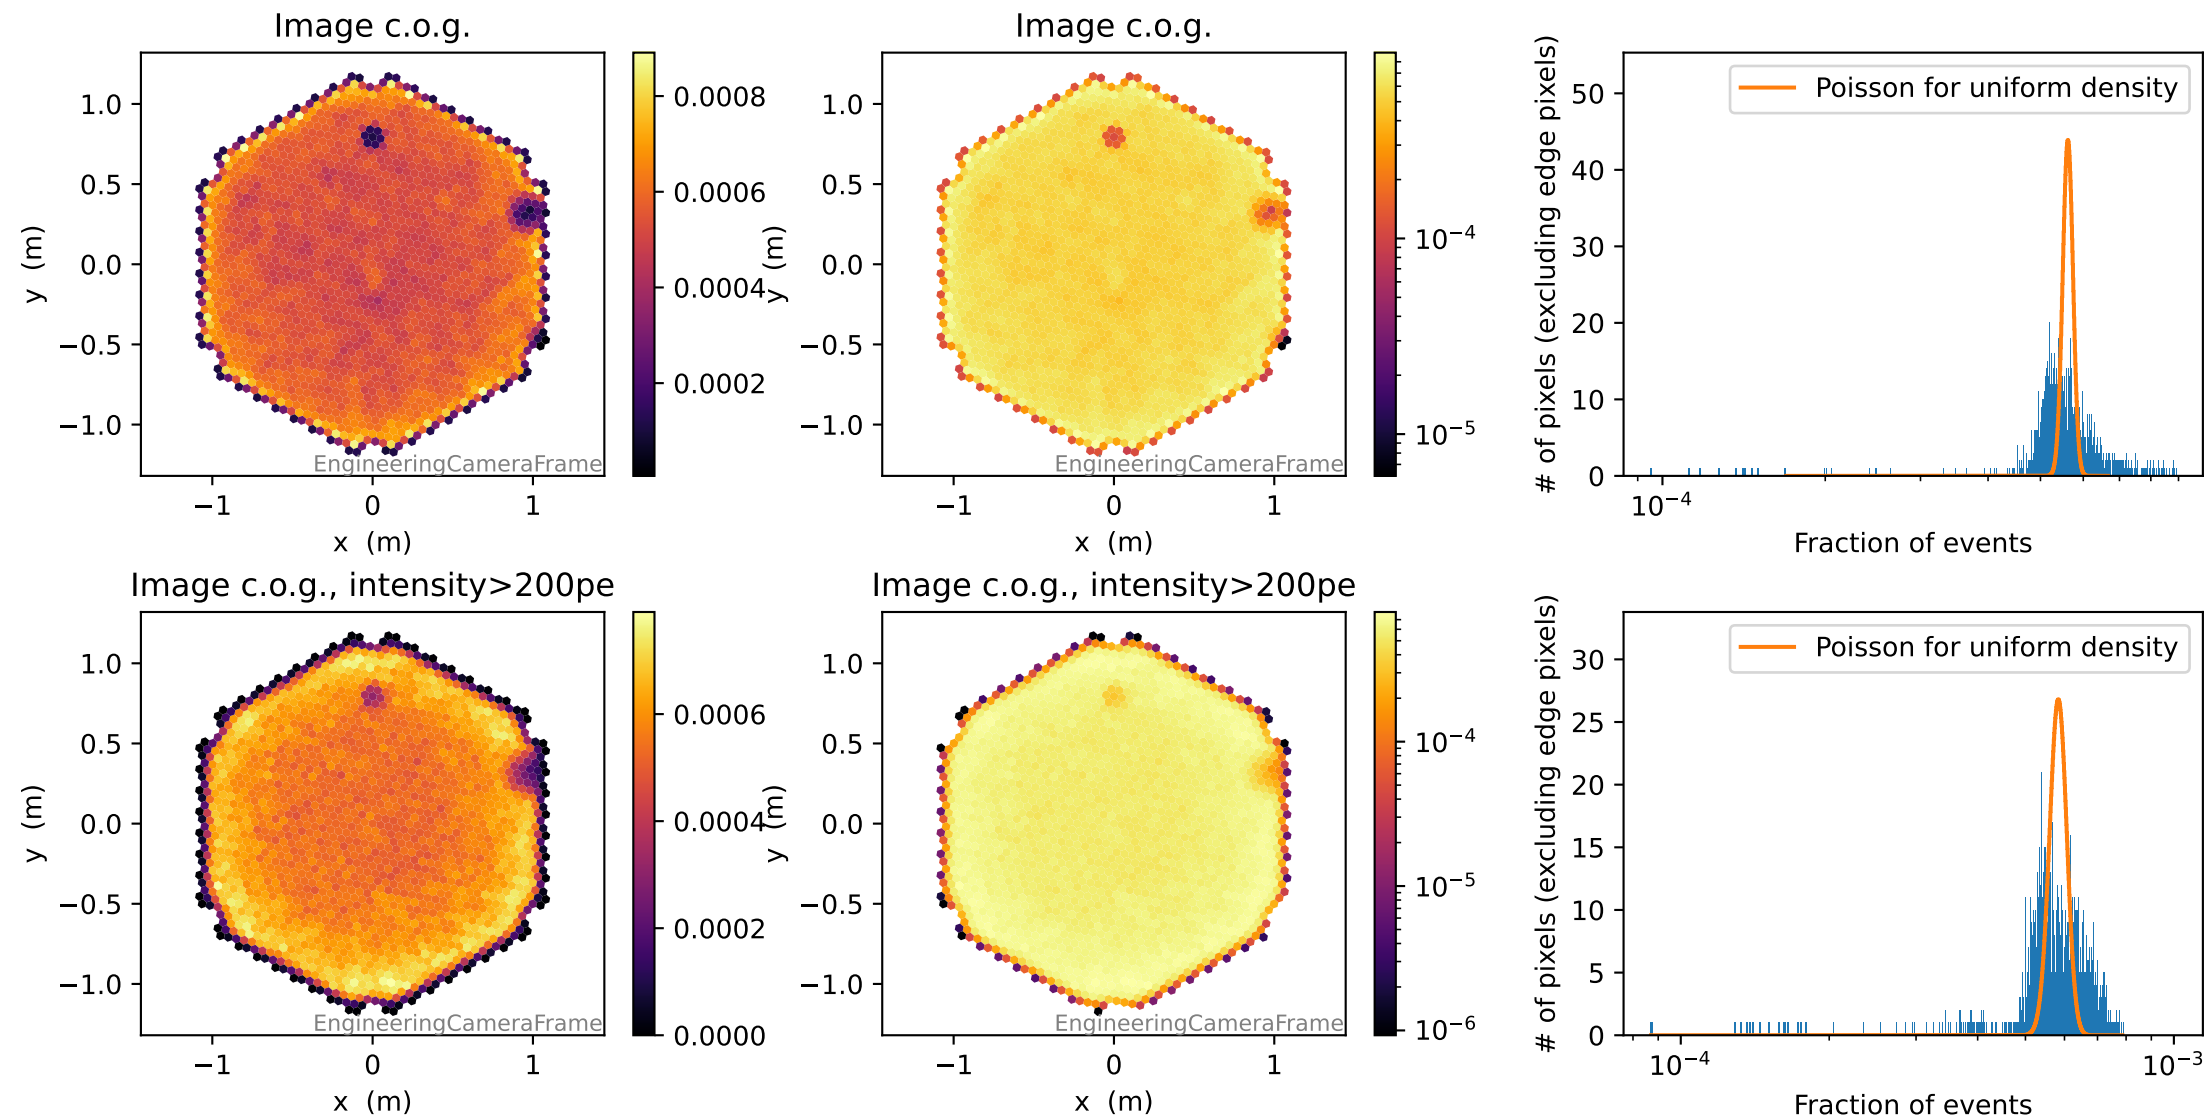 Image c.o.g.
1.0
0.5
0.0
−0.5
−1.0
y (m)
−1
0
1
x (m)
EngineeringCameraFrame
0.0008
0.0006
0.0004
0.0002
Image c.o.g.
1.0
0.5
0.0
−0.5
−1.0
y (m)
−1
0
1
x (m)
EngineeringCameraFrame
10−4
10−5
# of pixels (excluding edge pixels)
50
40
30
20
10
0
Poisson for uniform density
10−4
Fraction of events
Image c.o.g., intensity>200pe
1.0
0.5
0.0
−0.5
−1.0
y (m)
−1
0
1
x (m)
EngineeringCameraFrame
0.0006
0.0004
0.0002
0.0000
Image c.o.g., intensity>200pe
1.0
0.5
0.0
−0.5
−1.0
y (m)
−1
0
1
x (m)
EngineeringCameraFrame
10−4
10−5
10−6
# of pixels (excluding edge pixels)
30
25
20
15
10
5
0
Poisson for uniform density
10−4
10−3
Fraction of events